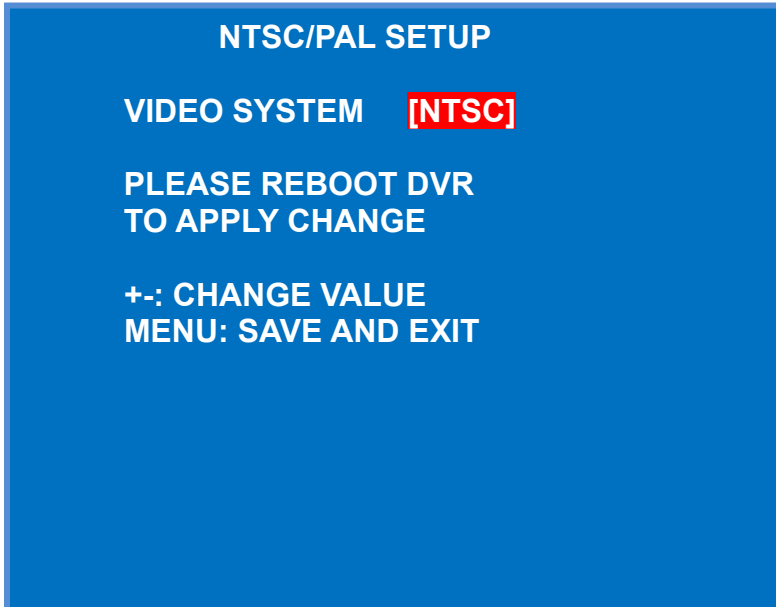 NTSC/PAL SETUP
VIDEO SYSTEM [NTSC]
PLEASE REBOOT DVR
TO APPLY CHANGE
+-: CHANGE VALUE
MENU: SAVE AND EXIT